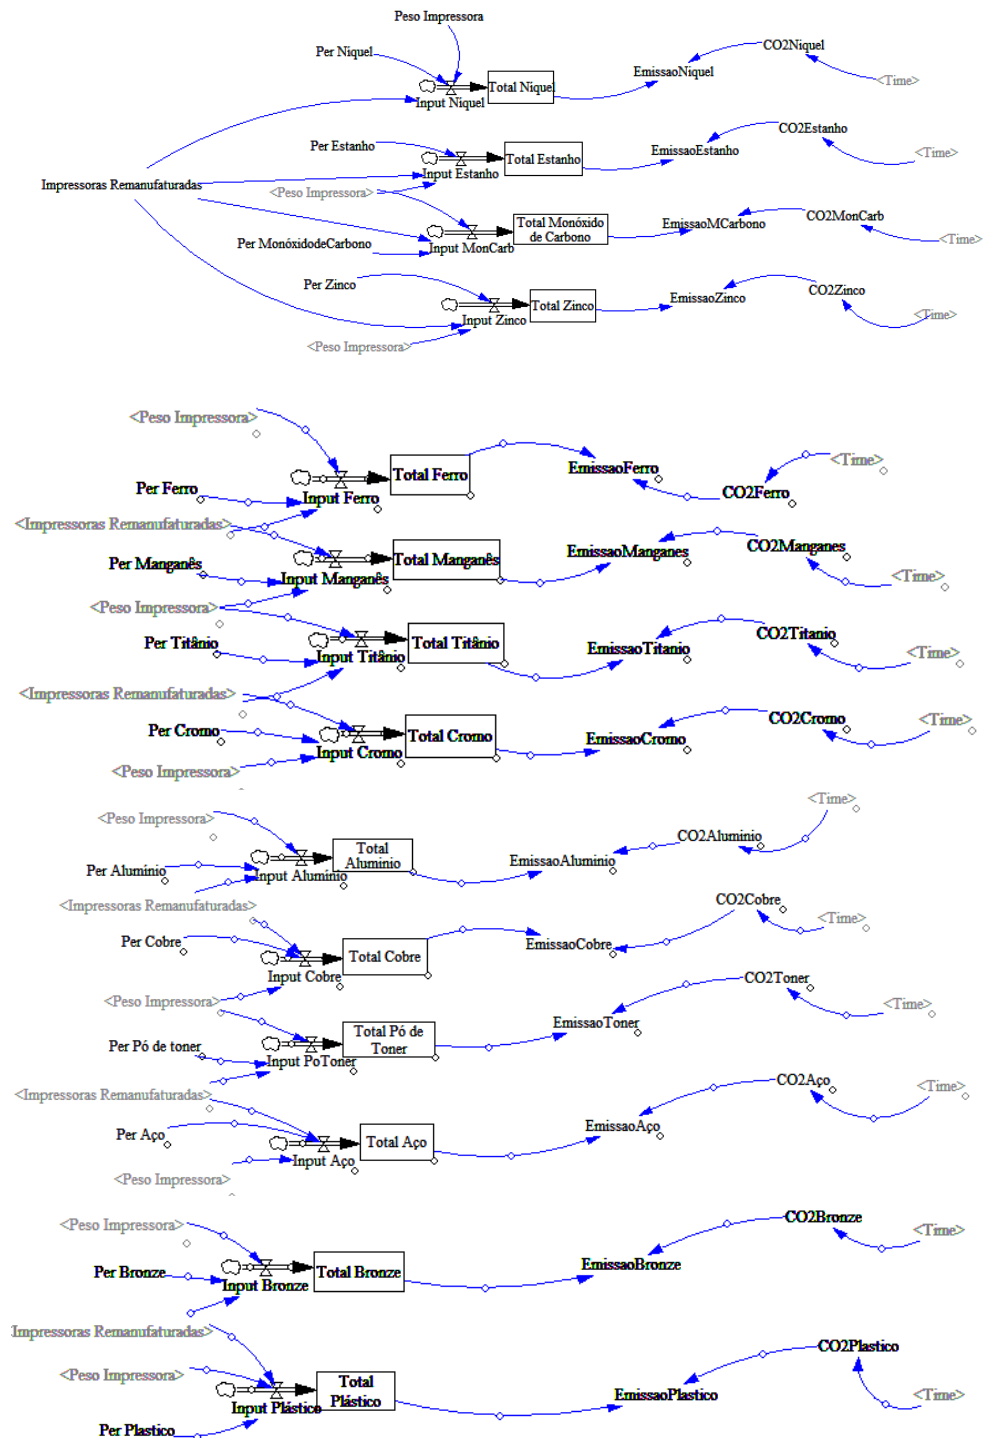 Peso Impressora
Per Niquel
CO2Niquel
EmissaoNiquel
<Time>
Total Niquel
Input Niquel
Per Estanho
CO2Estanho
EmissaoEstanho
<Time>
Total Estanho
Input Estanho
Impressoras Remanufaturadas
<Peso Impressora>
CO2MonCarb
Total Monóxido
de Carbono
EmissaoMCarbono
<Time>
Per MonóxidodeCarbono
Input MonCarb
Per Zinco
CO2Zinco
EmissaoZinco
Total Zinco
Input Zinco
<Time>
<Peso Impressora>
<Peso Impressora>
<Time>
EmissaoFerro
Total Ferro
Per Ferro
Input Ferro
CO2Ferro
<Impressoras Remanufaturadas>
CO2Manganes
EmissaoManganes
Total Manganês
Per Manganês
Input Manganês
<Time>
<Peso Impressora>
CO2Titanio
Total Titânio
Per Titânio
EmissaoTitanio
<Time>
Input Titânio
<Impressoras Remanufaturadas>
CO2Cromo
<Time>
Per Cromo
Total Cromo
EmissaoCromo
Input Cromo
<Peso Impressora>
<Time>
<Peso Impressora>
CO2Aluminio
Total
Alumínio
EmissaoAluminio
Per Alumínio
Input Alumínio
<Impressoras Remanufaturadas>
CO2Cobre
<Time>
Per Cobre
EmissaoCobre
Total Cobre
Input Cobre
CO2Toner
<Peso Impressora>
<Time>
EmissaoToner
Total Pó de
Toner
Per Pó de toner
Input PoToner
CO2Aço
<Time>
<Impressoras Remanufaturadas>
EmissaoAço
Per Aço
Total Aço
Input Aço
<Peso Impressora>
<Peso Impressora>
CO2Bronze
<Time>
EmissaoBronze
Per Bronze
Total Bronze
Input Bronze
Impressoras Remanufaturadas>
CO2Plastico
<Peso Impressora>
Total
Plástico
EmissaoPlastico
<Time>
Input Plástico
Per Plastico